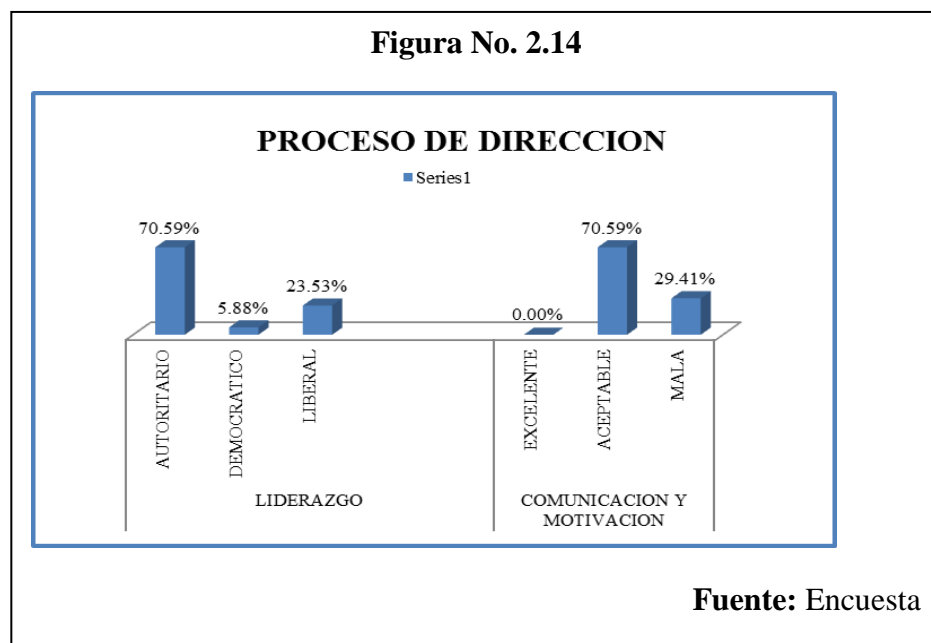 Figura No. 2.14
PROCESO DE DIRECCION
Series1
70.59%
5.88%
23.53%
0.00%
70.59%
29.41%
AUTORITARIO
DEMOCRATICO
LIBERAL
EXCELENTE
ACEPTABLE
MALA
LIDERAZGO
COMUNICACION Y
MOTIVACION
Fuente: Encuesta